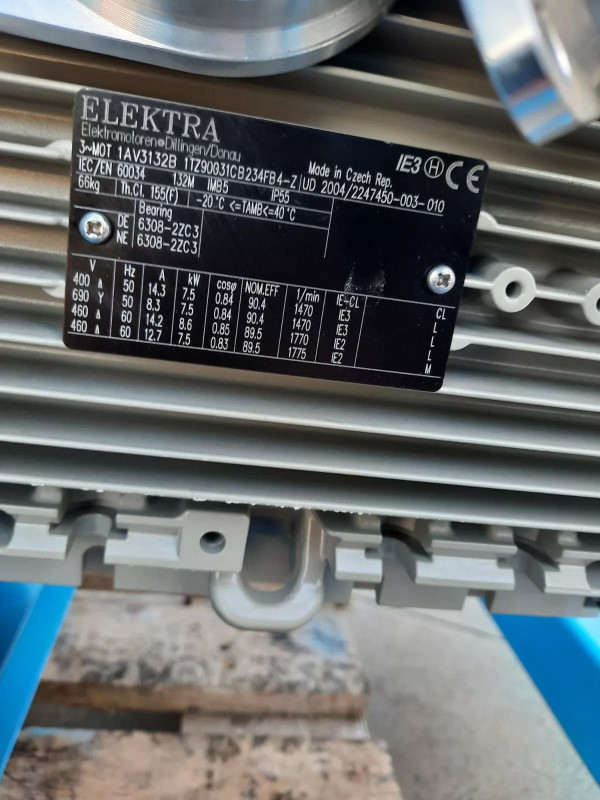 ELEKTRA
Elektromotoren●Dillingen/Donau
3~MOT 1AV3132B 1TZ90031CB234FB4-Z
Made in Czech Rep.
IE3 H CE
UD 2004/2247450-003-010
IEC/EN 60034 132M IMB5 IP55
66kg Th.Cl. 155(F) -20°C <=TAMB<=40°C
Bearing
DE 6308-2ZC3
NE 6308-2ZC3
V Hz A kW cosφ NOM.EFF 1/min IE-CL CL
400 ∆ 50 14.3 7.5 0.84 90.4 1470 IE3 L
690 Y 50 8.3 7.5 0.84 90.4 1470 IE3 L
460 ∆ 60 14.2 8.6 0.85 89.5 1770 IE2 L
460 ∆ 60 12.7 7.5 0.83 89.5 1775 IE2 M